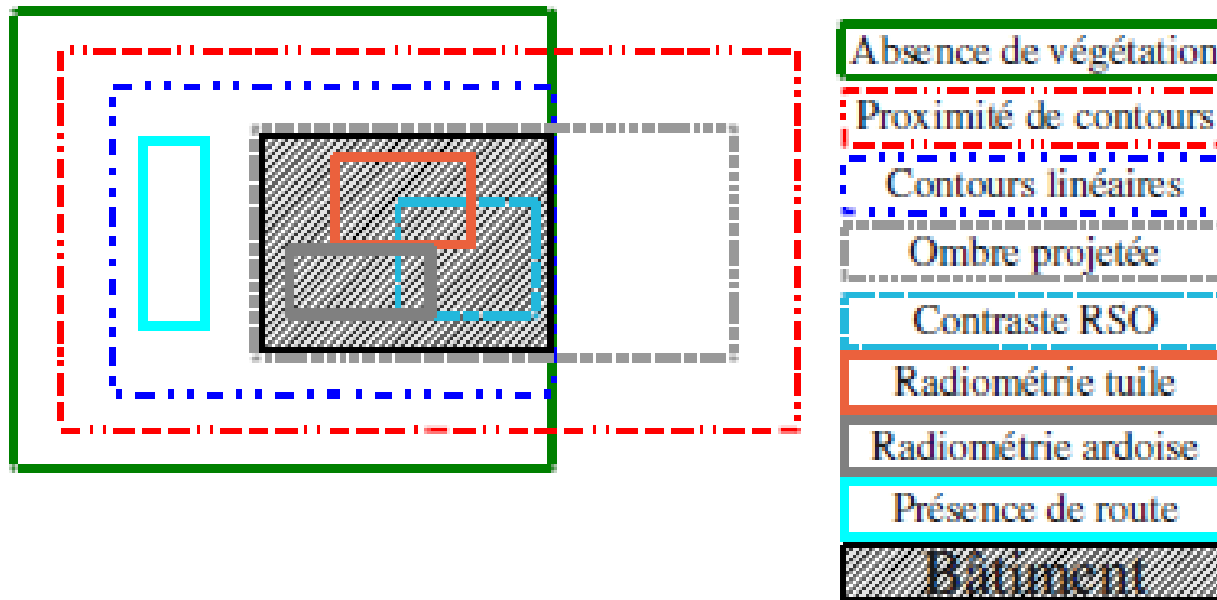 Absence de végétation
Proximité de contours
Contours linéaires
Ombre projetée
Contraste RSO
Radiométrie tuile
Radiométrie ardoise
Présence de route
Bâtiment